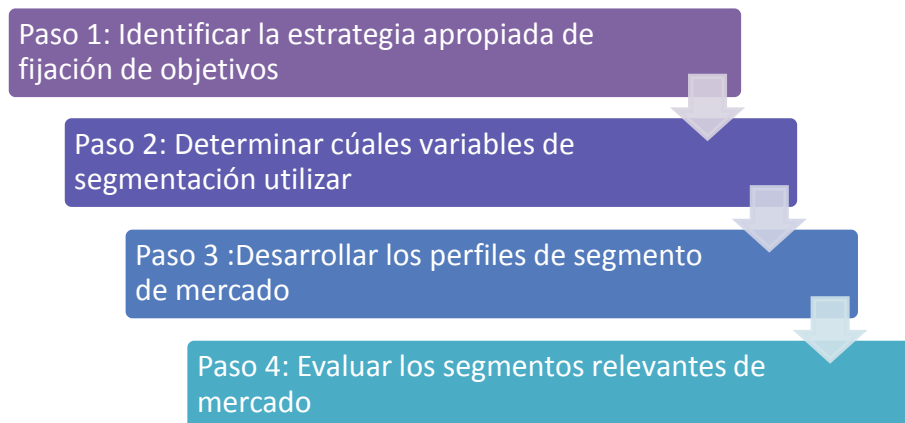 Paso 1: Identificar la estrategia apropiada de
fijación de objetivos
Paso 2: Determinar cúales variables de
segmentación utilizar
Paso 3 :Desarrollar los perfiles de segmento
de mercado
Paso 4: Evaluar los segmentos relevantes de
mercado